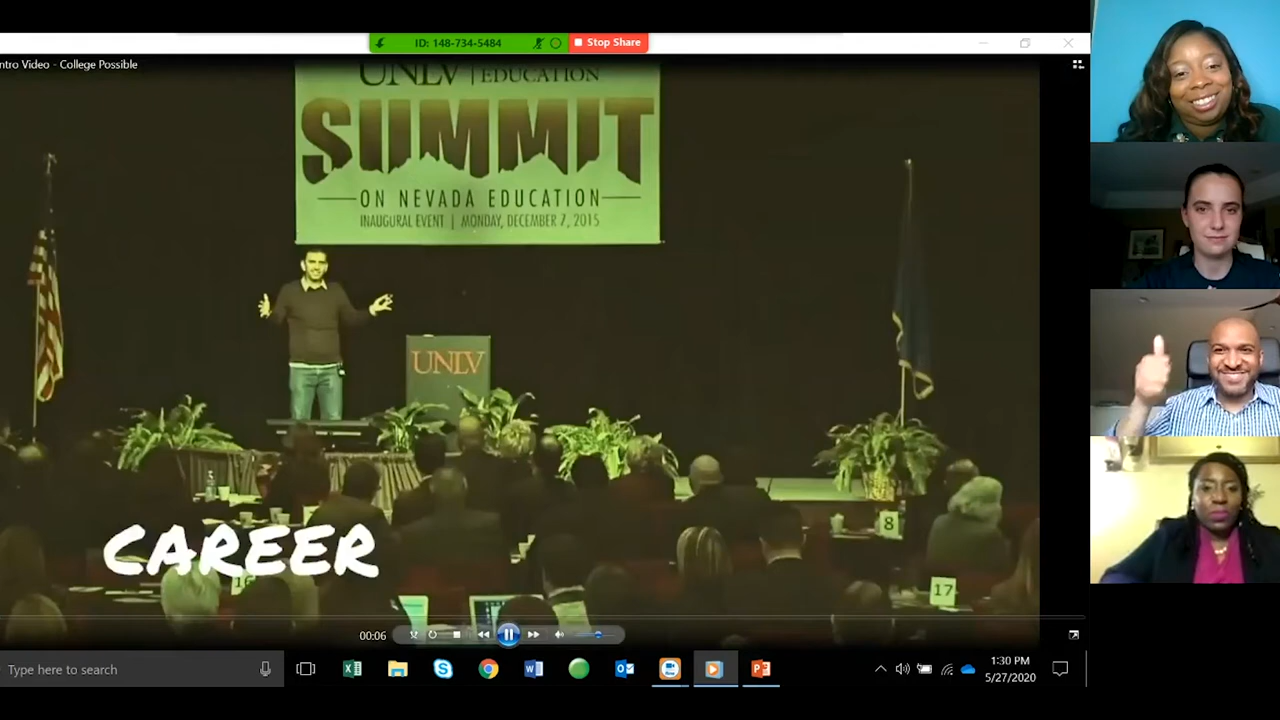 ID: 148-734-5484
Stop Share
ntro Video - College Possible
UNLV | EDUCATION
SUMMIT
ON NEVADA EDUCATION
INAUGURAL EVENT | MONDAY, DECEMBER 7, 2015
UNLV
8
CAREER
16
17
00:06
Type here to search
1:30 PM
5/27/2020